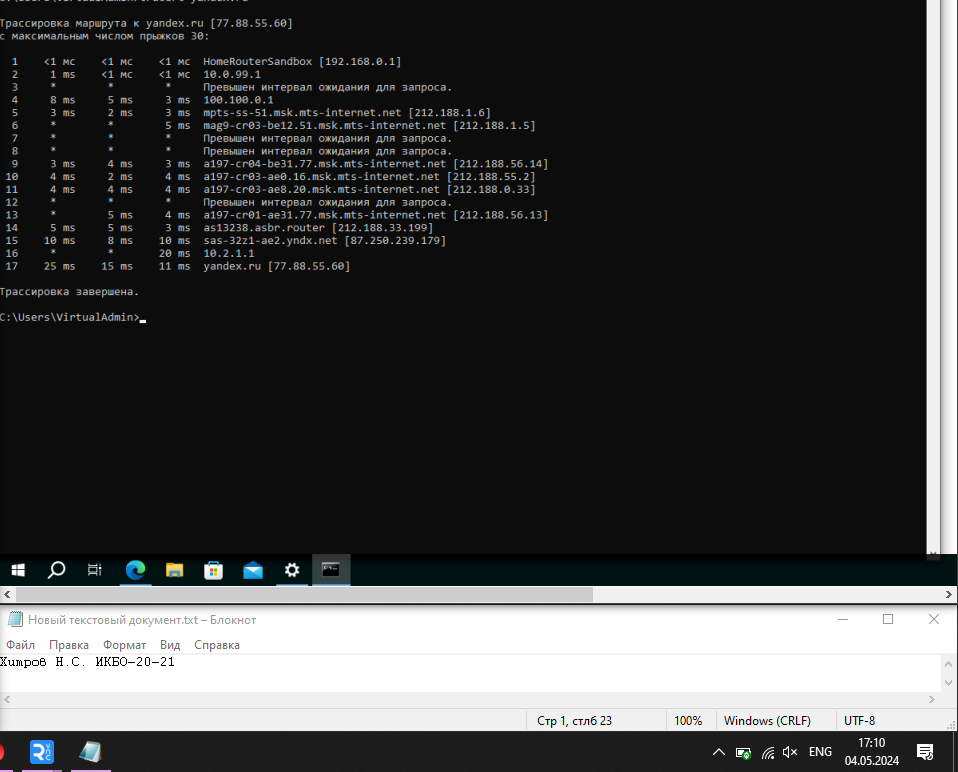 Трассировка маршрута к yandex.ru [77.88.55.60]
с максимальным числом прыжков 30:
1 <1 мс <1 мс <1 мс HomeRouterSandbox [192.168.0.1]
2 1 ms <1 мс <1 мс 10.0.99.1
3 * * * Превышен интервал ожидания для запроса.
4 8 ms 5 ms 3 ms 100.100.0.1
5 3 ms 2 ms 3 ms mpts-ss-51.msk.mts-internet.net [212.188.1.6]
6 * * 5 ms mag9-cr03-be12.51.msk.mts-internet.net [212.188.1.5]
7 * * * Превышен интервал ожидания для запроса.
8 * * * Превышен интервал ожидания для запроса.
9 3 ms 4 ms 3 ms a197-cr04-be31.77.msk.mts-internet.net [212.188.56.14]
10 4 ms 2 ms 4 ms a197-cr03-ae0.16.msk.mts-internet.net [212.188.55.2]
11 4 ms 4 ms 4 ms a197-cr03-ae8.20.msk.mts-internet.net [212.188.0.33]
12 * * * Превышен интервал ожидания для запроса.
13 * 5 ms 4 ms a197-cr01-ae31.77.msk.mts-internet.net [212.188.56.13]
14 5 ms 5 ms 3 ms as13238.asbr.router [212.188.33.199]
15 10 ms 8 ms 10 ms sas-32z1-ae2.yndx.net [87.250.239.179]
16 * * 20 ms 10.2.1.1
17 25 ms 15 ms 11 ms yandex.ru [77.88.55.60]
Трассировка завершена.
C:\Users\VirtualAdmin>
Новый текстовый документ.txt – Блокнот
Файл Правка Формат Вид Справка
Хитров Н.С. ИКБО-20-21
Стр 1, стлб 23 100% Windows (CRLF) UTF-8
ENG 17:10
04.05.2024